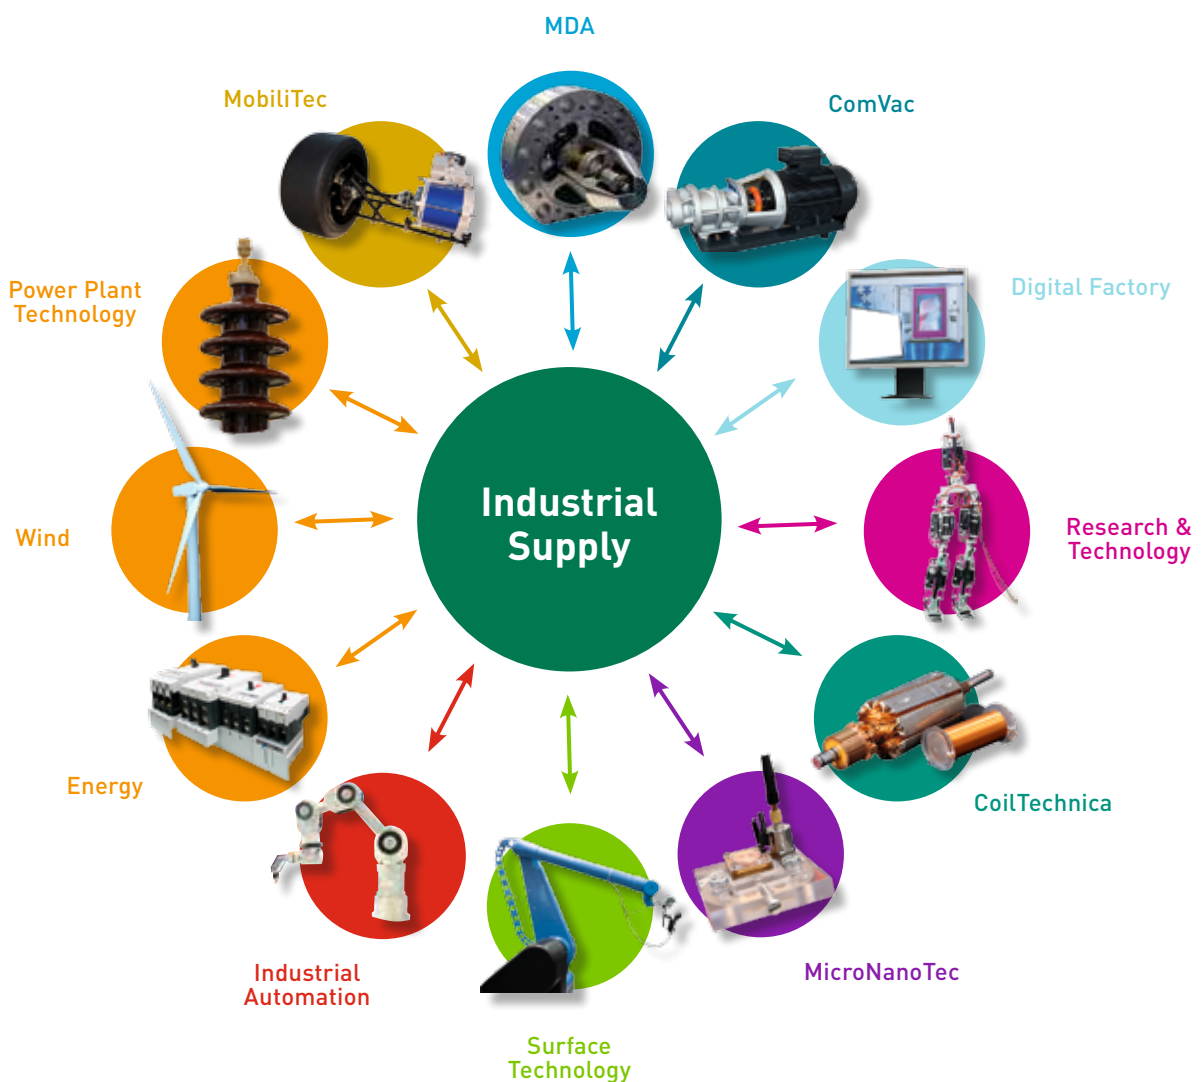 MDA
MobiliTec
ComVac
Power Plant
Technology
Digital Factory
Wind
Industrial
Supply
Research &
Technology
Energy
CoilTechnica
Industrial
Automation
MicroNanoTec
Surface
Technology